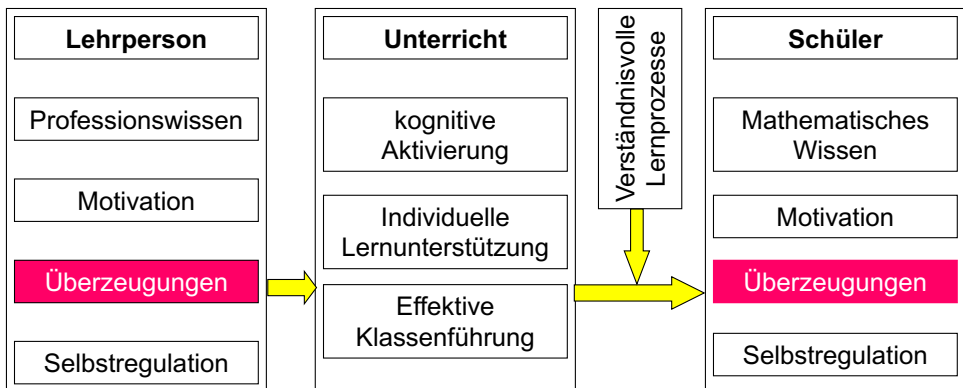 Lehrperson
Professionswissen
Motivation
Überzeugungen
Selbstregulation
Unterricht
kognitive
Aktivierung
Individuelle
Lernunterstützung
Effektive
Klassenführung
Verständnisvolle
Lernprozesse
Schüler
Mathematisches
Wissen
Motivation
Überzeugungen
Selbstregulation